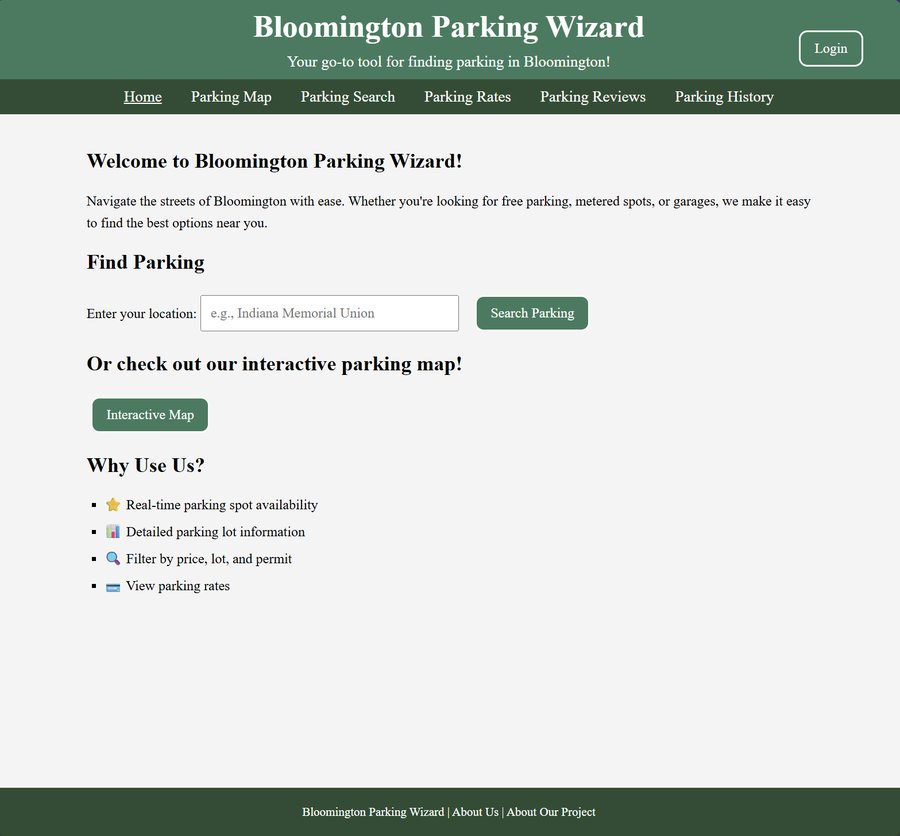 Bloomington Parking Wizard
Your go-to tool for finding parking in Bloomington!
Login
Home Parking Map Parking Search Parking Rates Parking Reviews Parking History
Welcome to Bloomington Parking Wizard!
Navigate the streets of Bloomington with ease. Whether you're looking for free parking, metered spots, or garages, we make it easy
to find the best options near you.
Find Parking
Enter your location: e.g., Indiana Memorial Union Search Parking
Or check out our interactive parking map!
Interactive Map
Why Use Us?
Real-time parking spot availability
Detailed parking lot information
Filter by price, lot, and permit
View parking rates
Bloomington Parking Wizard | About Us | About Our Project